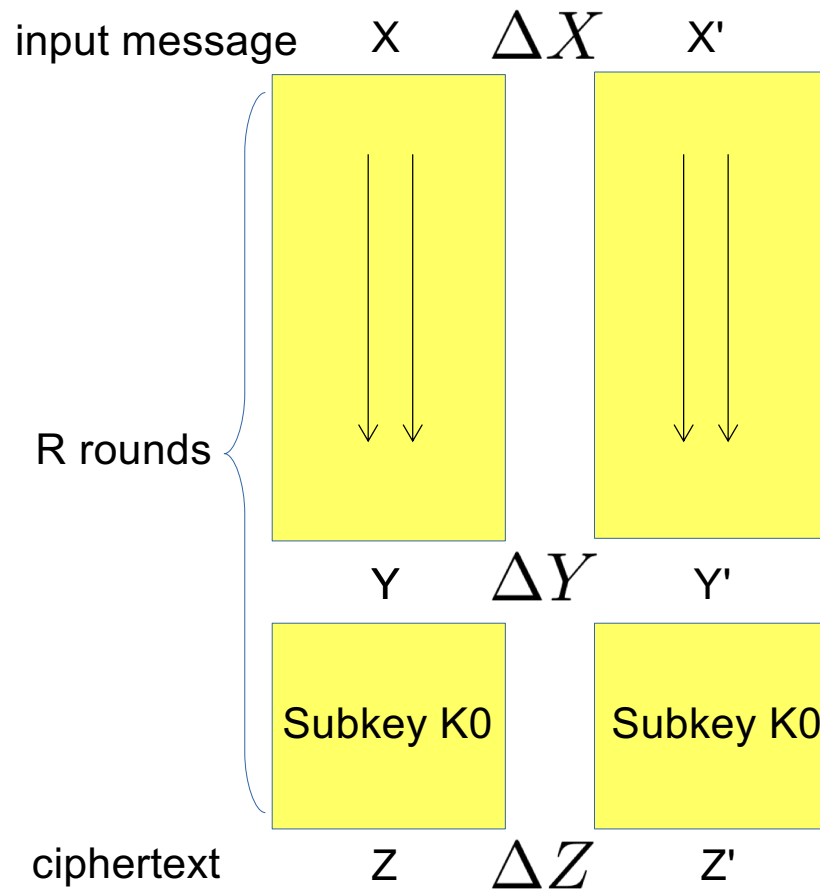 input message X ΔX X'
R rounds
Y ΔY Y'
Subkey K0 Subkey K0
ciphertext Z ΔZ Z'